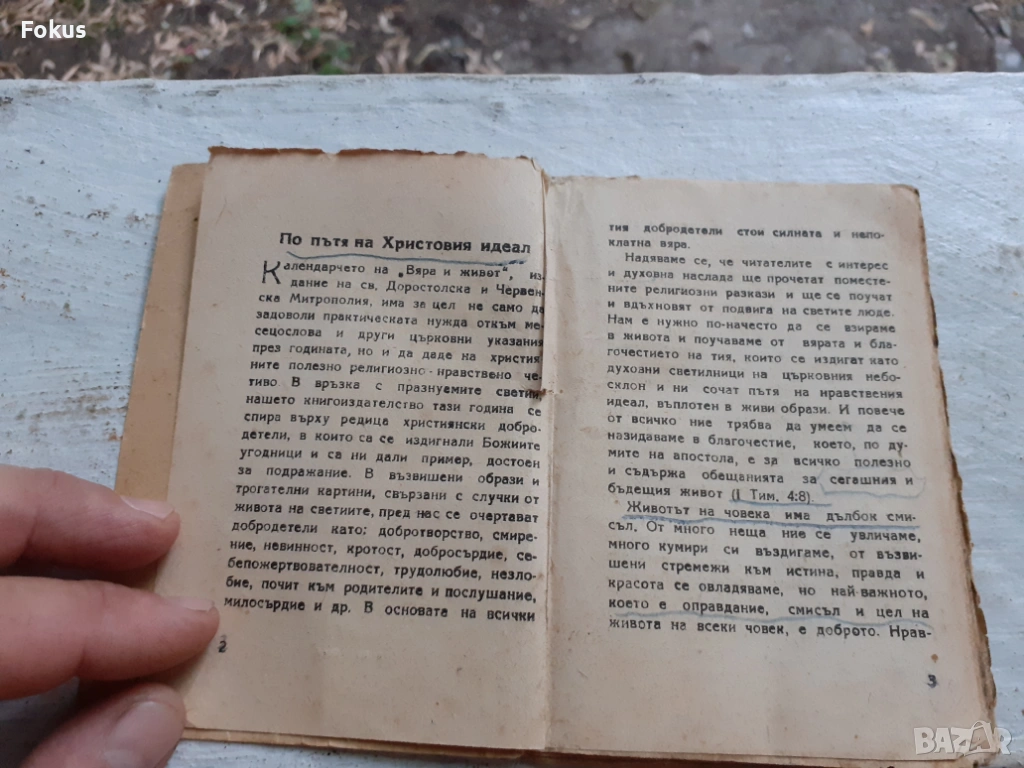 Fokus
По пътя на Христовия идеал
Календарчето на „Вяра и живот", из-
дание на св. Доростолска и Червен-
ска Митрополия, има за цел не само да
задоволи практическата нужда откъм ме-
сецослова и други църковни указания
през годината, но и да даде на християн-
ните полезно религиозно-нравствено че-
тиво. В връзка с празнуемите светии
нашето книгоиздателство тази година се
спира върху редица християнски добро-
детели, в които са се издигнали Божиите
угодници и са ни дали пример, достоен
за подражание. В възвишени образи и
трогателни картини, свързани с случки от
живота на светиите, пред нас се очертават
добродетели като: добротворство, смире-
ние, невинност, кротост, добросърдие, се-
бепожертвователност, трудолюбие, незло-
бие, почит към родителите и послушание,
милосърдие и др. В основата на всички
2
тия добродетели стои силната и непо-
клатна вяра.
Надяваме се, че читателите с интерес
и духовна наслада ще прочетат поместе-
ните религиозни разкази и ще се поучат
и вдъхновят от подвига на светите люде.
Нам е нужно по-начесто да се взираме
в живота и поучаваме от вярата и бла-
гочестието на тия, които се издигат като
духовни светилници на църковния небо-
склон и ни сочат пътя на нравствения
идеал, въплотен в живи образи. И повече
от всичко ние трябва да умеем да се
назидаваме в благочестие, което, по ду-
мите на апостола, е за всичко полезно
и съдържа обещанията за сегашния и
бъдещия живот (I Тим. 4:8).
Животът на човека има дълбок сми-
съл. От много неща ние се увличаме,
много кумири си въздигаме, от възви-
шени стремежи към истина, правда и
красота се овладяваме, но най-важното,
което е оправдание, смисъл и цел на
живота на всеки човек, е доброто. Нрав-
3
BAZAR